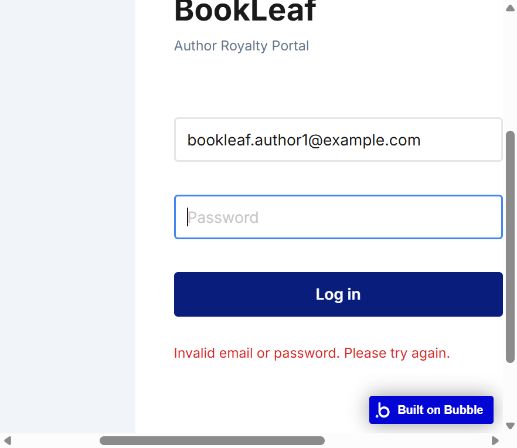 BookLeaf
Author Royalty Portal
bookleaf.author1@example.com
Password
Log in
Invalid email or password. Please try again.
Built on Bubble